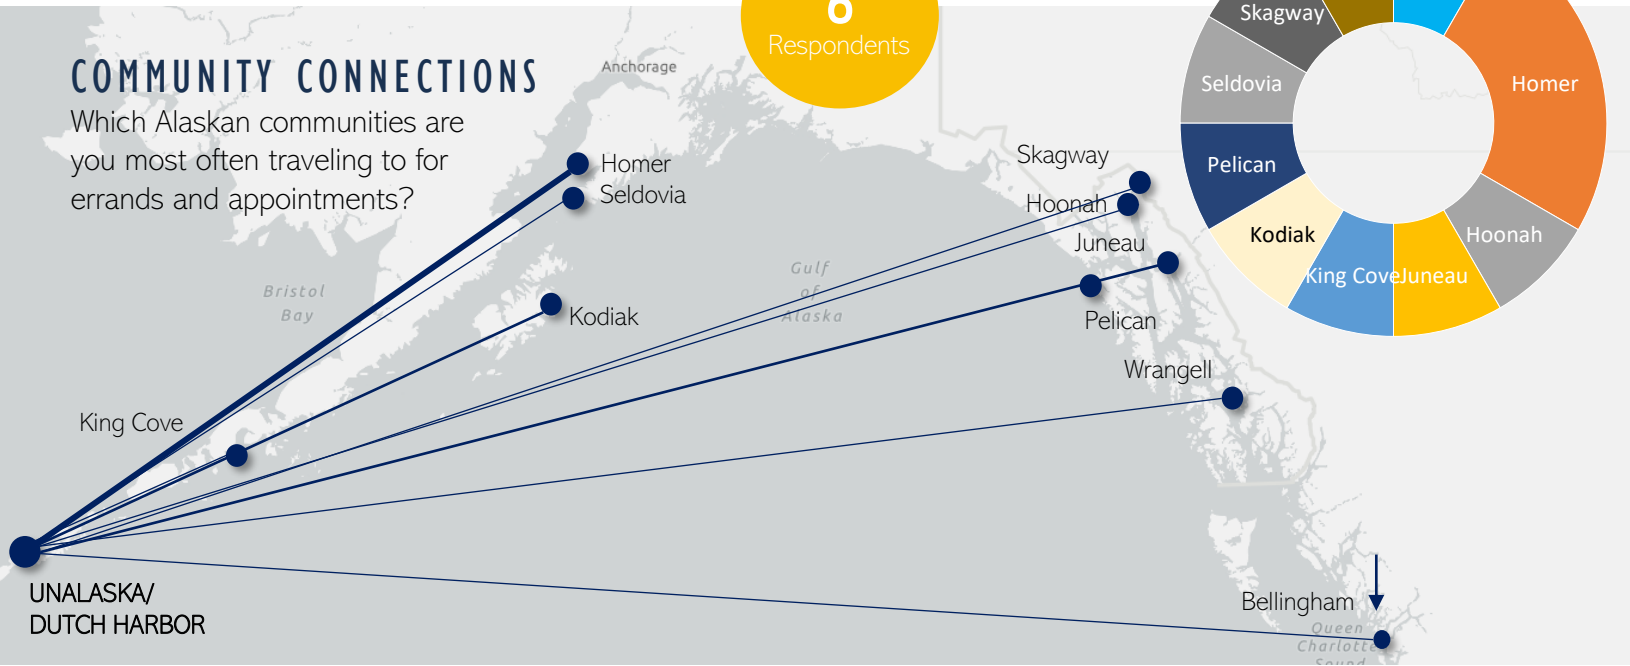 6
Respondents
COMMUNITY CONNECTIONS
Which Alaskan communities are
you most often traveling to for
errands and appointments?
Anchorage
Homer
Seldovia
Kodiak
King Cove
Bristol
Bay
Gulf
of
Alaska
Skagway
Hoonah
Juneau
Pelican
Wrangell
Bellingham
Queen
Charlotte
Sound
UNALASKA/
DUTCH HARBOR
Skagway
Seldovia
Pelican
Kodiak
King Cove
Juneau
Hoonah
Homer